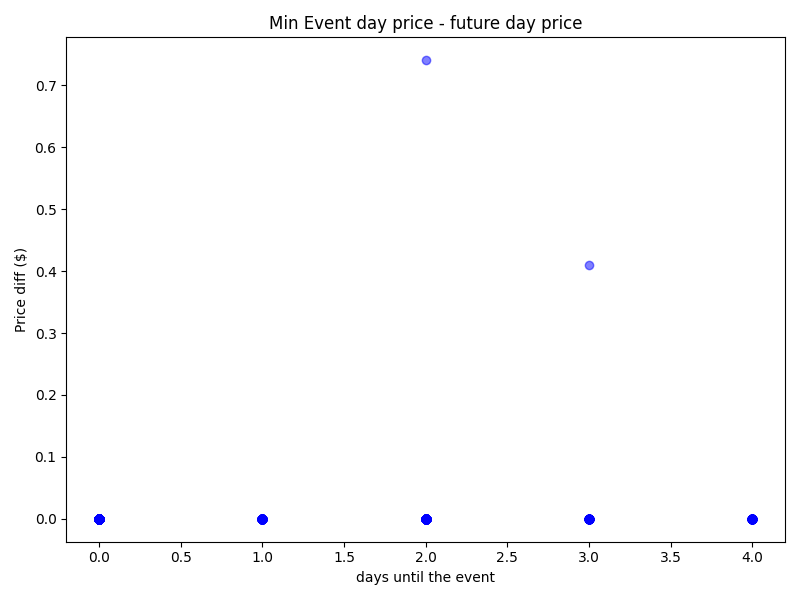 Min Event day price - future day price
Price diff ($)
0.7
0.6
0.5
0.4
0.3
0.2
0.1
0.0
0.0 0.5 1.0 1.5 2.0 2.5 3.0 3.5 4.0
days until the event